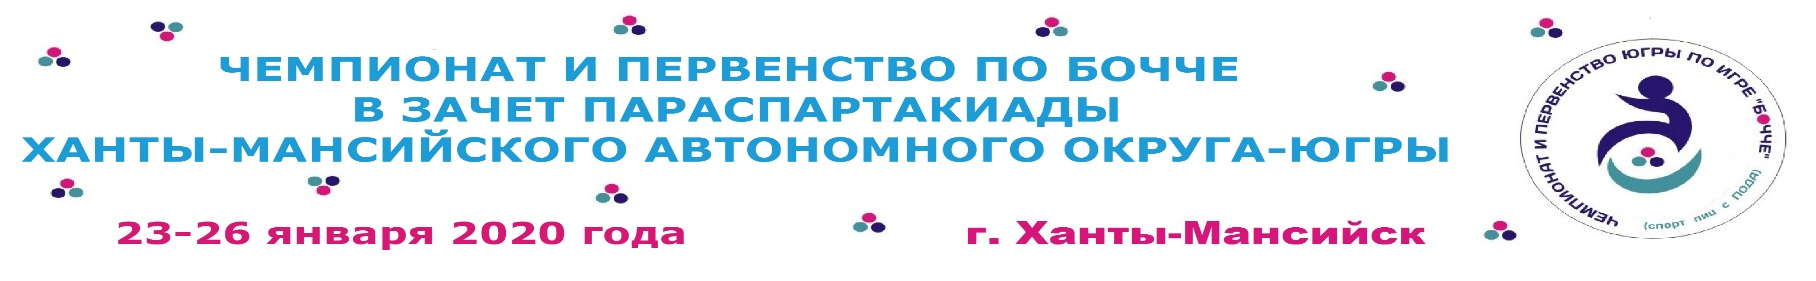 ЧЕМПИОНАТ И ПЕРВЕНСТВО ПО БОЧЧЕ
В ЗАЧЕТ ПАРАСПАРТАКИАДЫ
ХАНТЫ-МАНСИЙСКОГО АВТОНОМНОГО ОКРУГА-ЮГРЫ
23-26 января 2020 года
г. Ханты-Мансийск
ЧЕМПИОНАТ И ПЕРВЕНСТВО ЮГРЫ ПО ИГРЕ "БОЧЧЕ"
(спорт лиц с ПОДА)